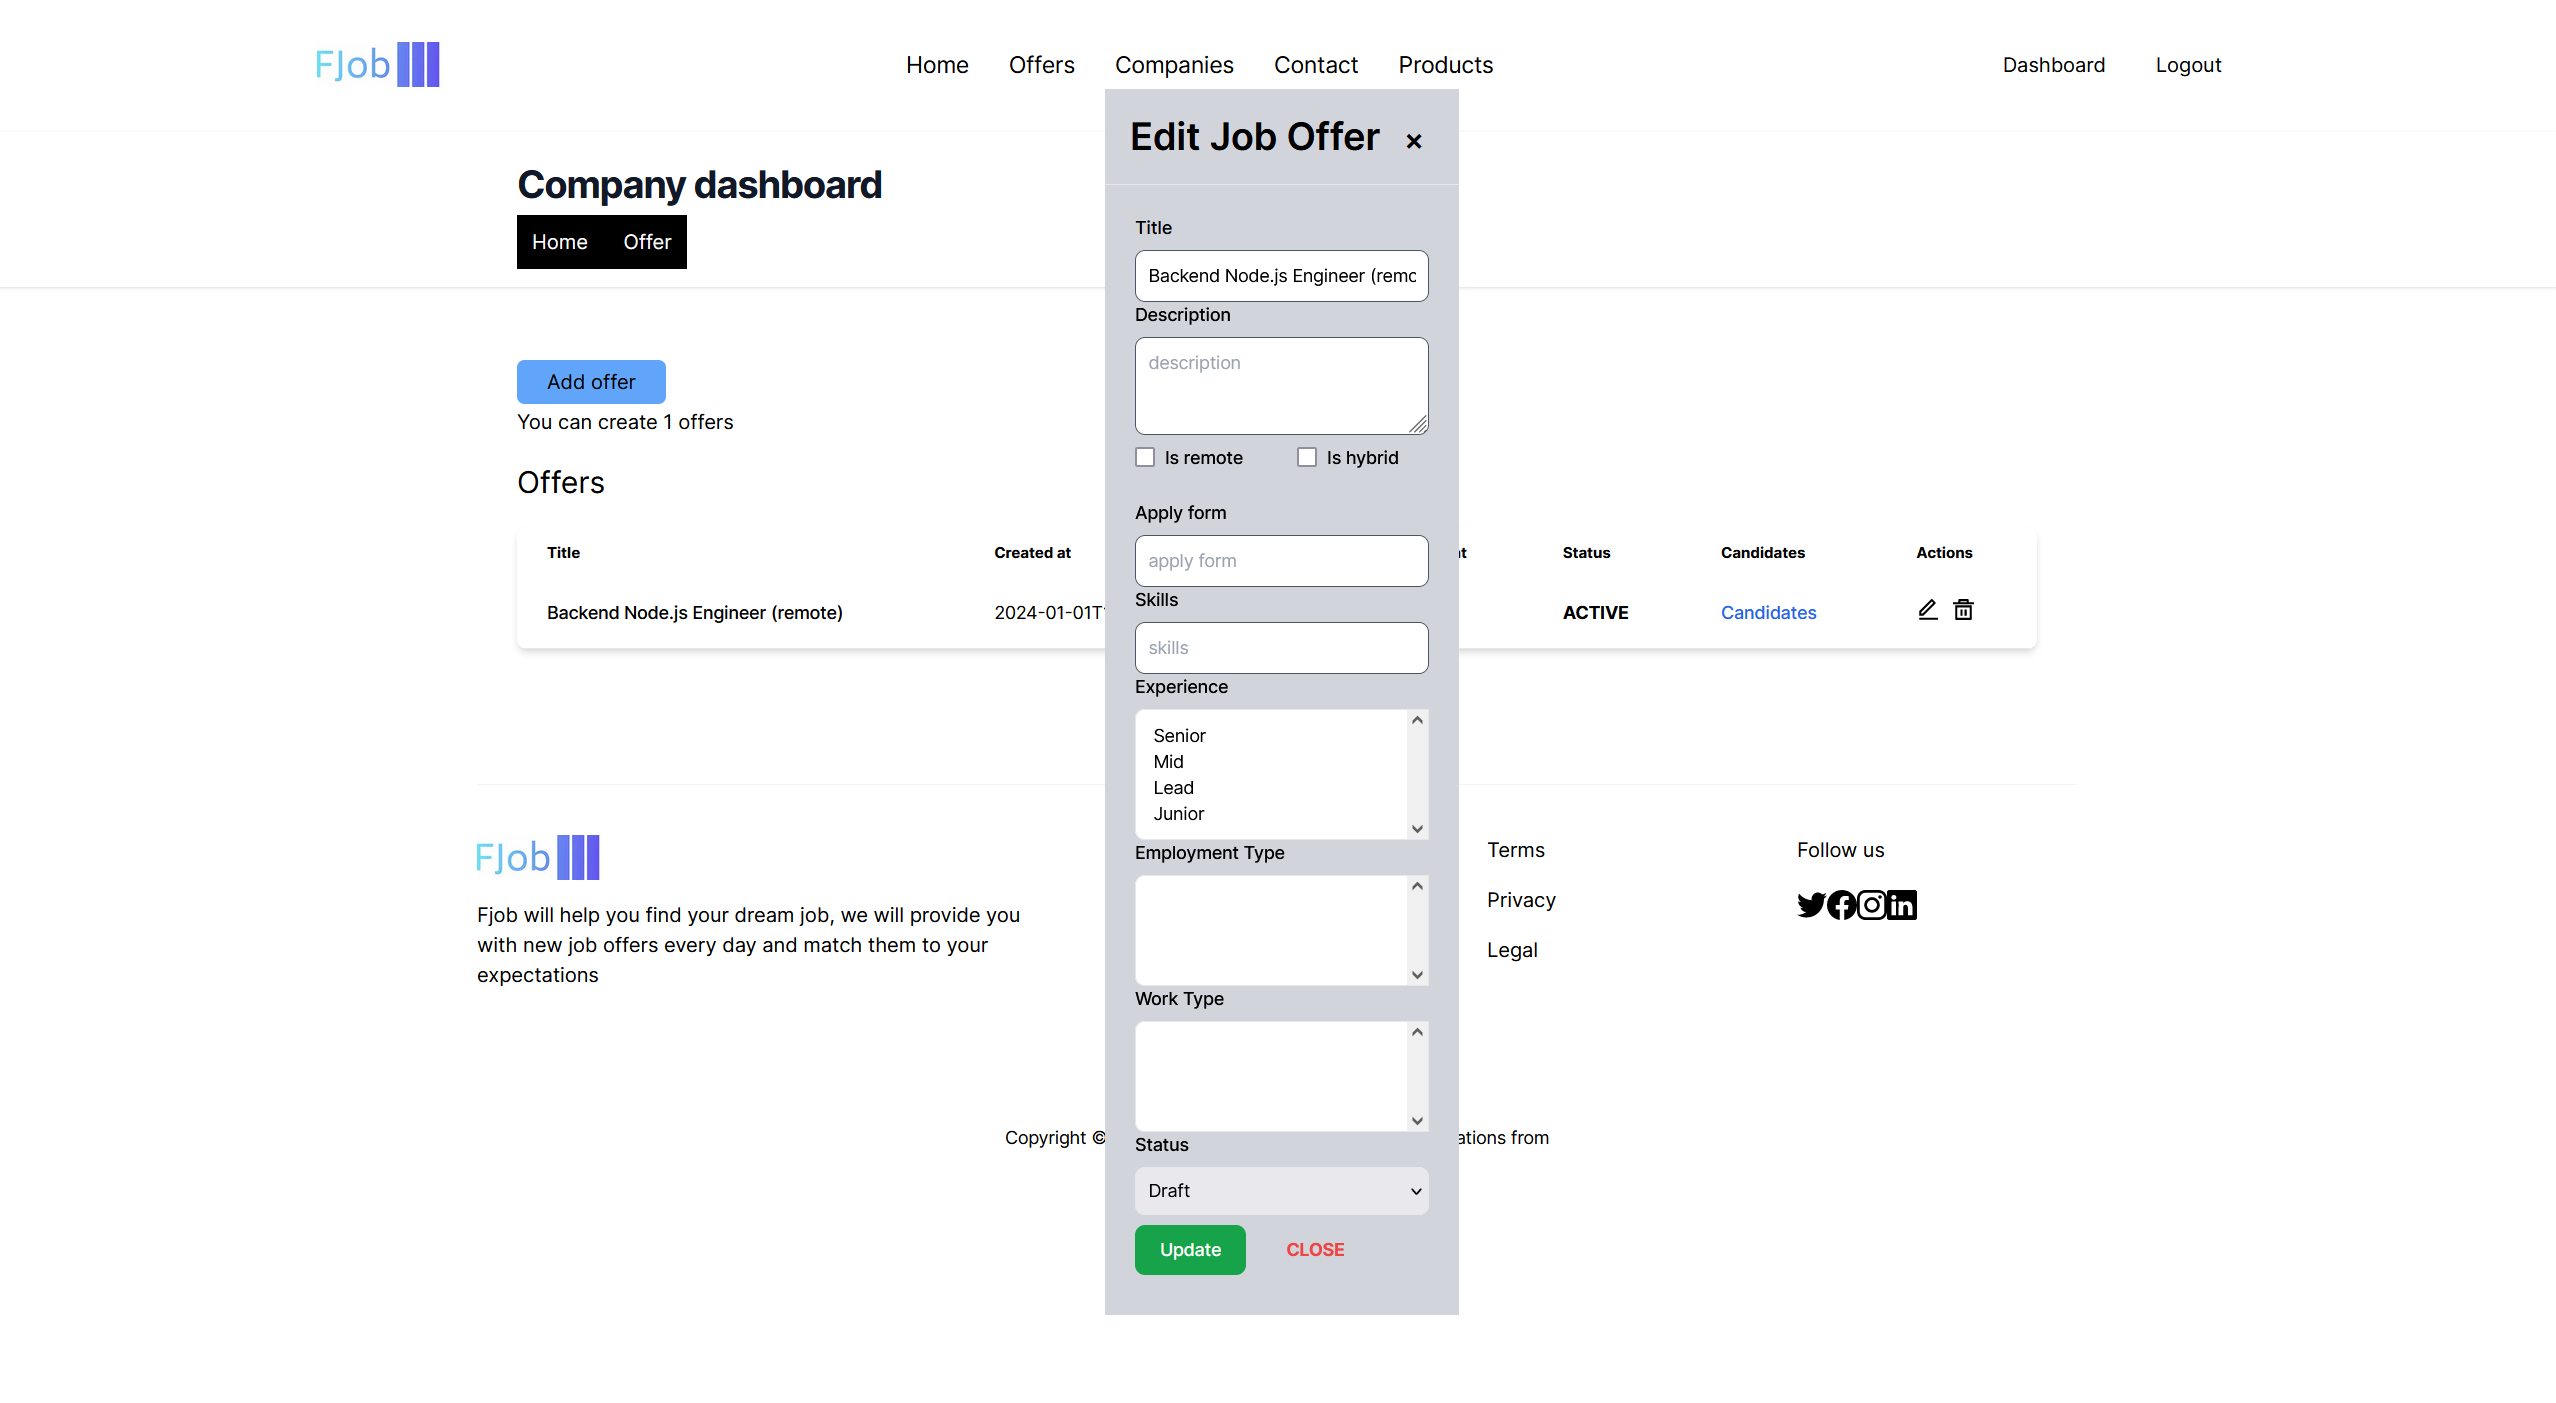 FJob
Home Offers Companies Contact Products
Dashboard Logout
Edit Job Offer ×
Company dashboard
Home Offer
Title
Backend Node.js Engineer (remo
Description
description
Is remote Is hybrid
Add offer
You can create 1 offers
Offers
Apply form
apply form
Title Created at Status Candidates Actions
Backend Node.js Engineer (remote) 2024-01-01T ACTIVE Candidates
Skills
skills
Experience
Senior
Mid
Lead
Junior
Employment Type
Work Type
Status
Draft
Update CLOSE
FJob
Fjob will help you find your dream job, we will provide you
with new job offers every day and match them to your
expectations
Terms
Privacy
Legal
Follow us
Copyright © ations from